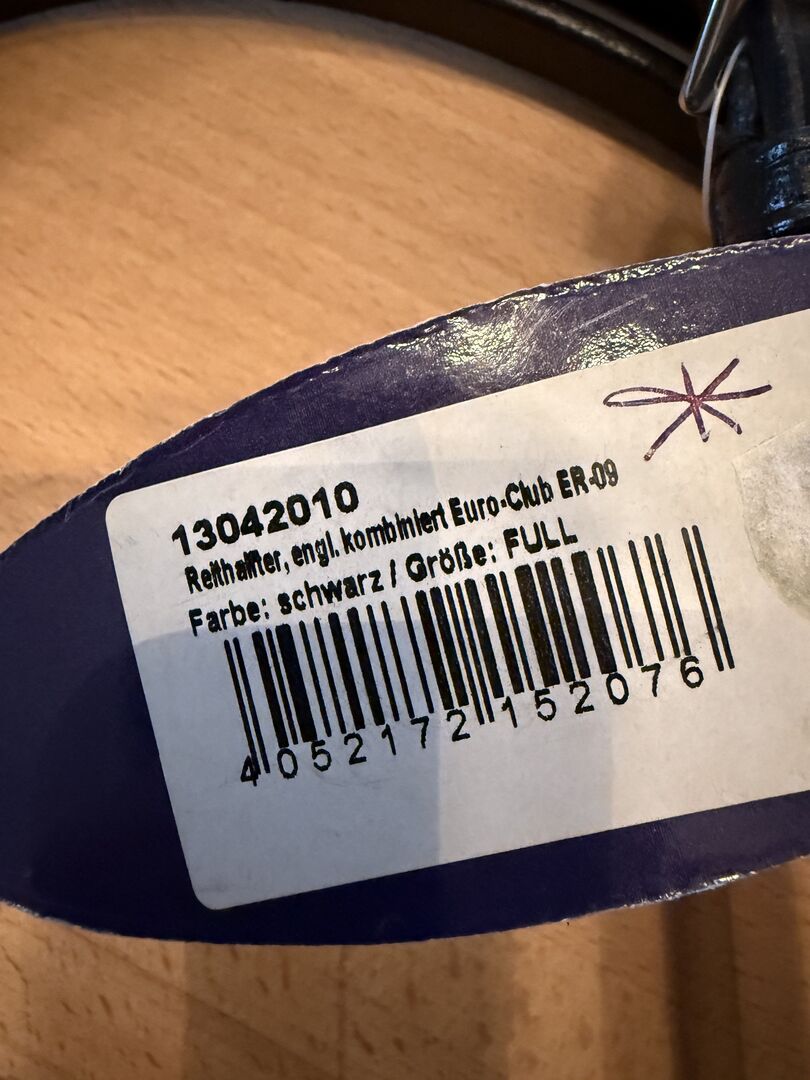 13042010
Reithalfter, engl. kombiniert Euro-Club ER-09
Farbe: schwarz / Größe: FULL
4052172152076